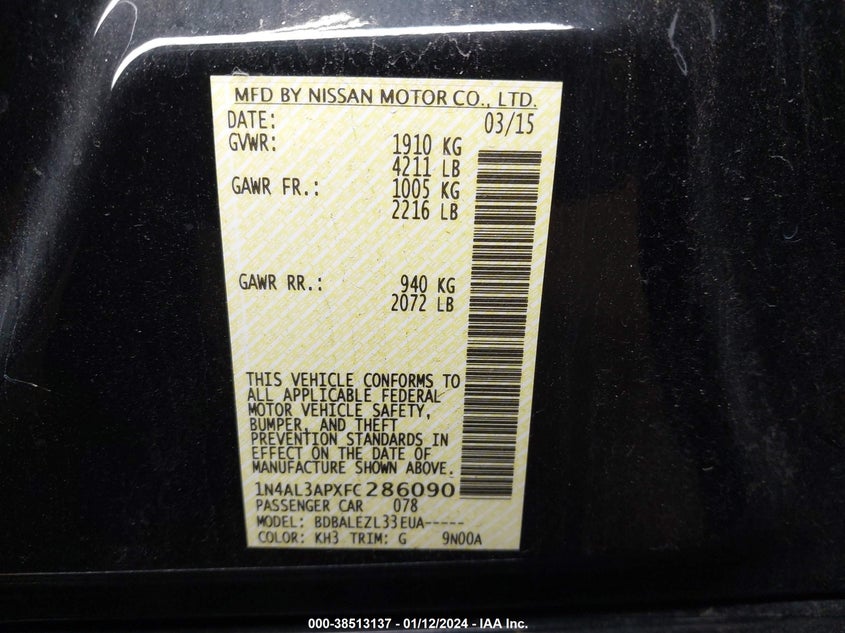 MFD BY NISSAN MOTOR CO., LTD.
DATE: 03/15
GVWR: 1910 KG
4211 LB
GAWR FR.: 1005 KG
2216 LB
GAWR RR.: 940 KG
2072 LB
THIS VEHICLE CONFORMS TO
ALL APPLICABLE FEDERAL
MOTOR VEHICLE SAFETY,
BUMPER, AND THEFT
PREVENTION STANDARDS IN
EFFECT ON THE DATE OF
MANUFACTURE SHOWN ABOVE.
1N4AL3APXFC286090
PASSENGER CAR 078
MODEL: BDBALEZL33EUA-----
COLOR: KH3 TRIM: G 9N00A
000-38513137 - 01/12/2024 - IAA Inc.